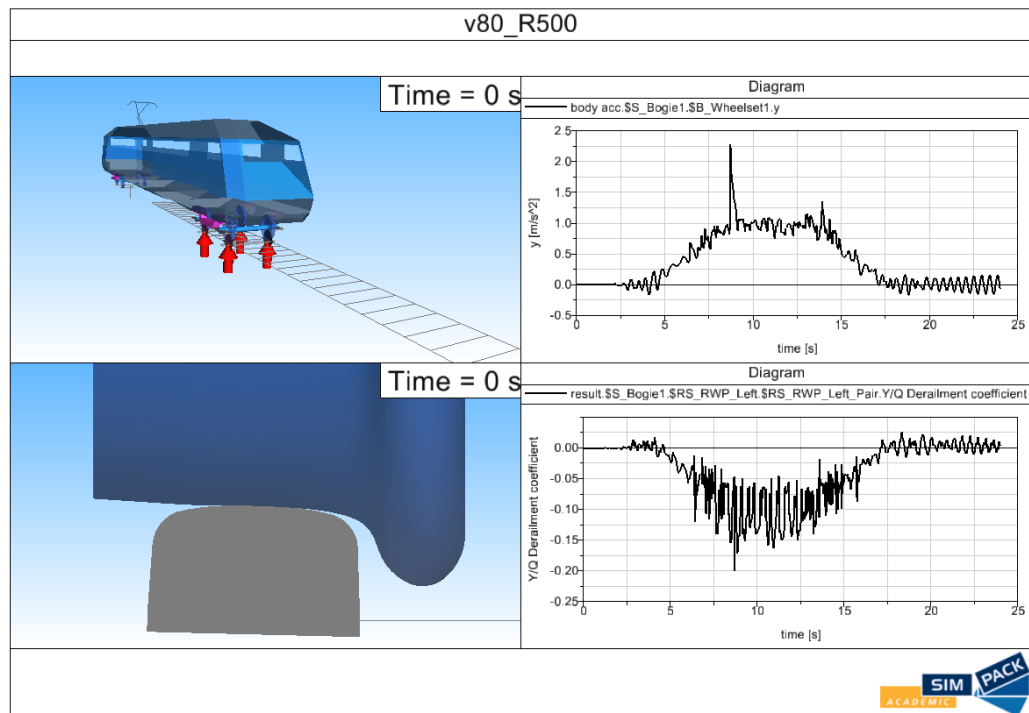 v80_R500
Time = 0 s
Diagram
body acc.$S_Bogie1.$B_Wheelset1.y
y [m/s^2]
2.5
2.0
1.5
1.0
0.5
0.0
-0.5
0 5 10 15 20 25
time [s]
Time = 0 s
Diagram
result.$S_Bogie1.$RS_RWP_Left.$RS_RWP_Left_Pair.Y/Q Derailment coefficient
Y/Q Derailment coefficient
0.00
-0.05
-0.10
-0.15
-0.20
-0.25
0 5 10 15 20 25
time [s]
SIM PACK
ACADEMIC